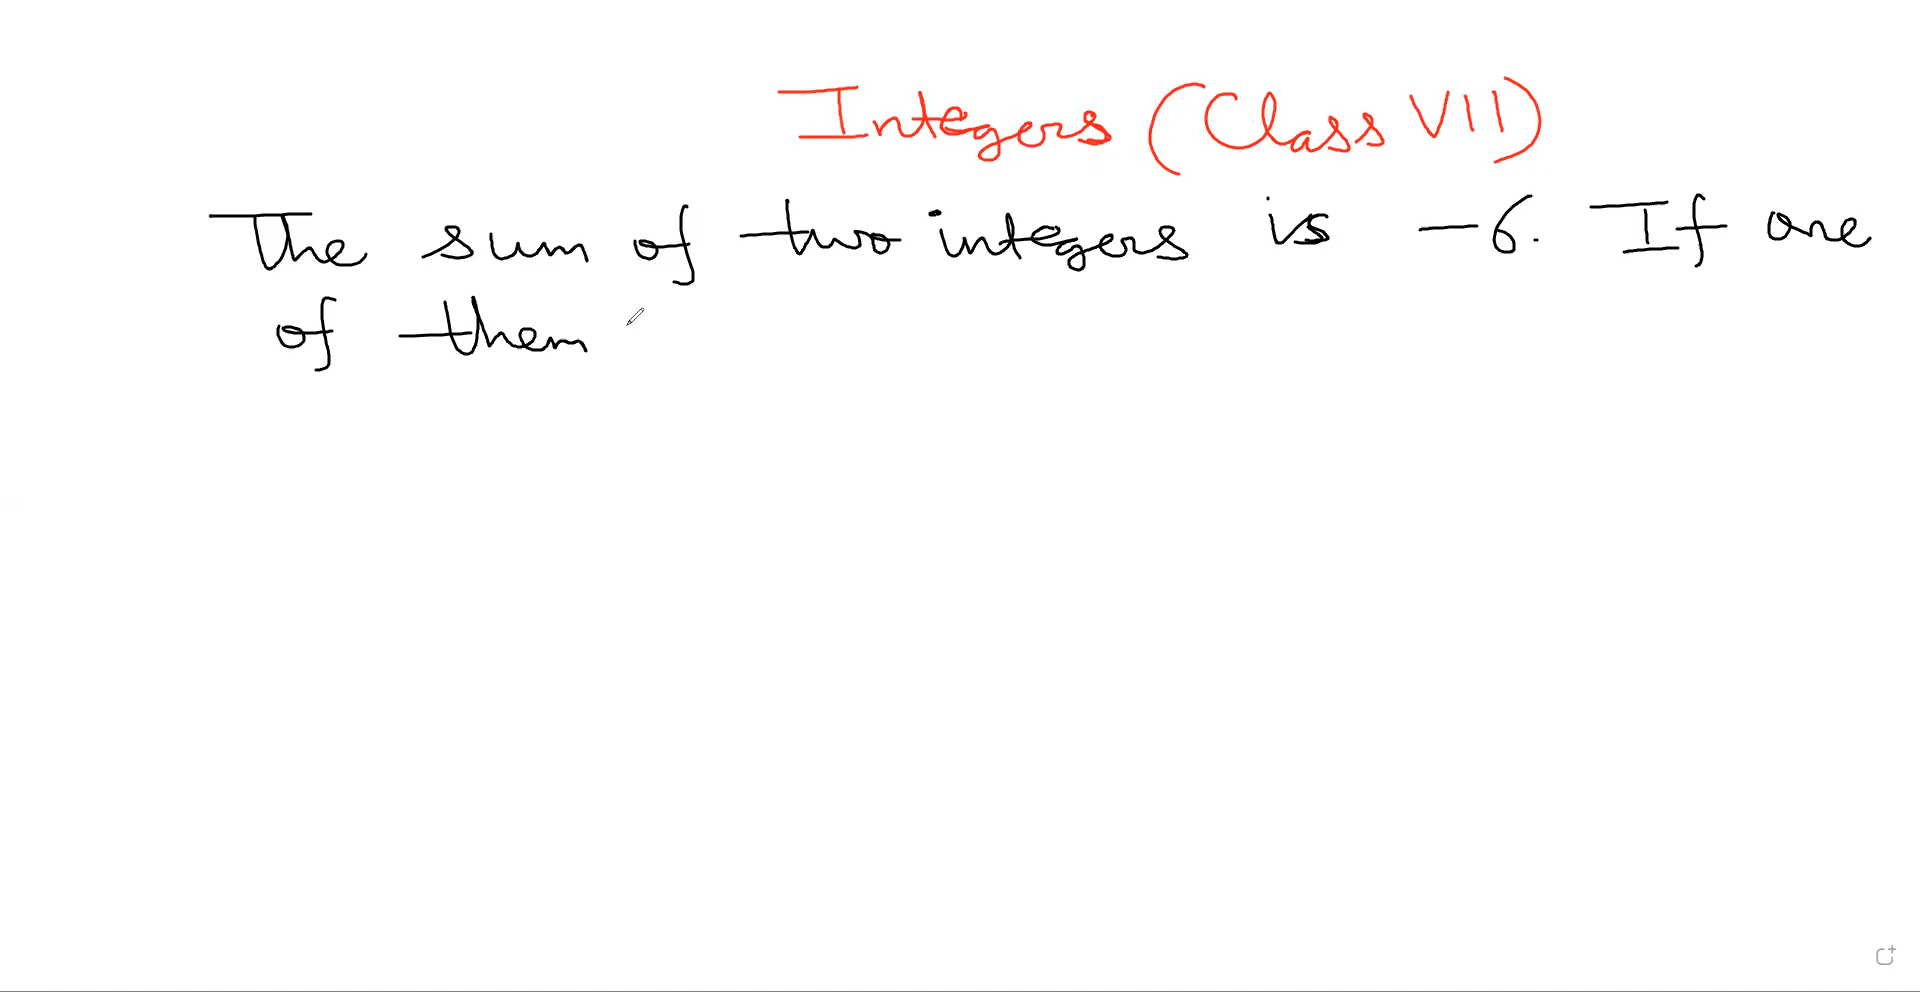 Integers (Class VII)
The sum of two integers is -6. If one
of them